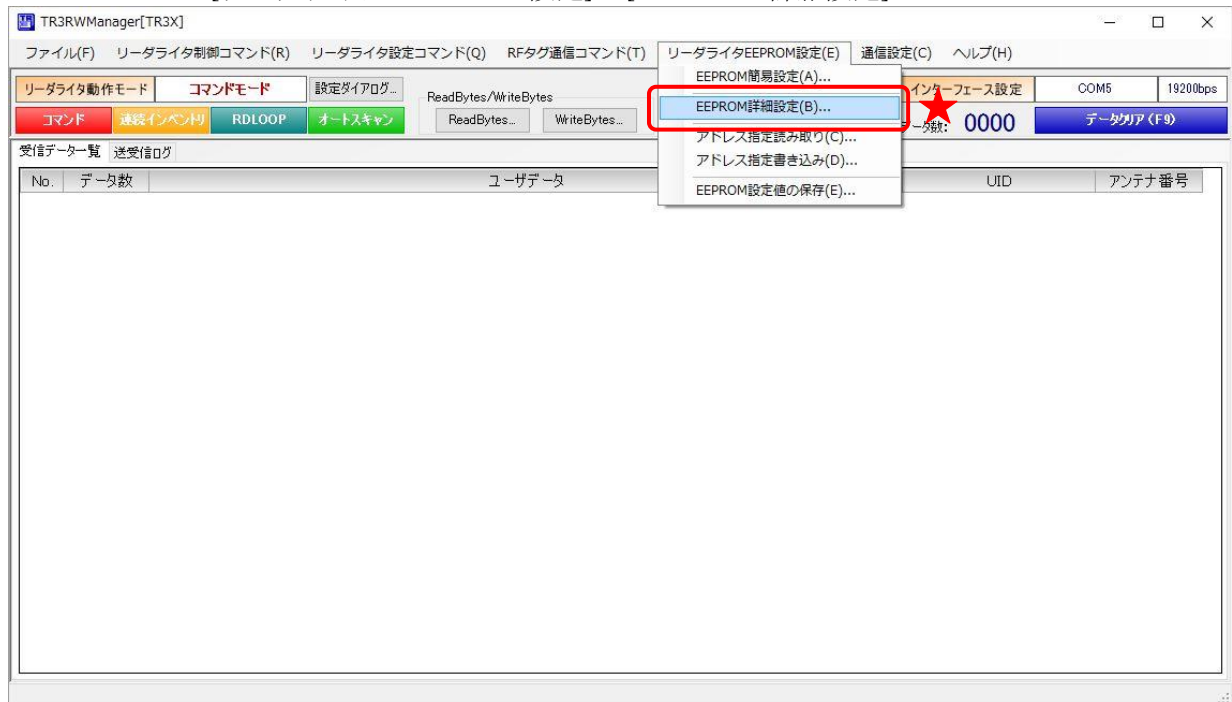 TR3RWManager[TR3X]
ファイル(F) リーダライタ制御コマンド(R) リーダライタ設定コマンド(Q) RFタグ通信コマンド(T) リーダライタEEPROM設定(E) 通信設定(C) ヘルプ(H)
EEPROM簡易設定(A)...
リーダライタ動作モード コマンドモード 設定ダイアログ... ReadBytes/WriteBytes EEPROM詳細設定(B)... インターフェース設定 COM5 19200bps
コマンド 連続インベントリ RDLOOP オートスキャン ReadBytes... WriteBytes... アドレス指定読み取り(C)... データ数: 0000 データクリア(F9)
受信データ一覧 送受信ログ アドレス指定書き込み(D)...
No. データ数 ユーザデータ EEPROM設定値の保存(E)... UID アンテナ番号